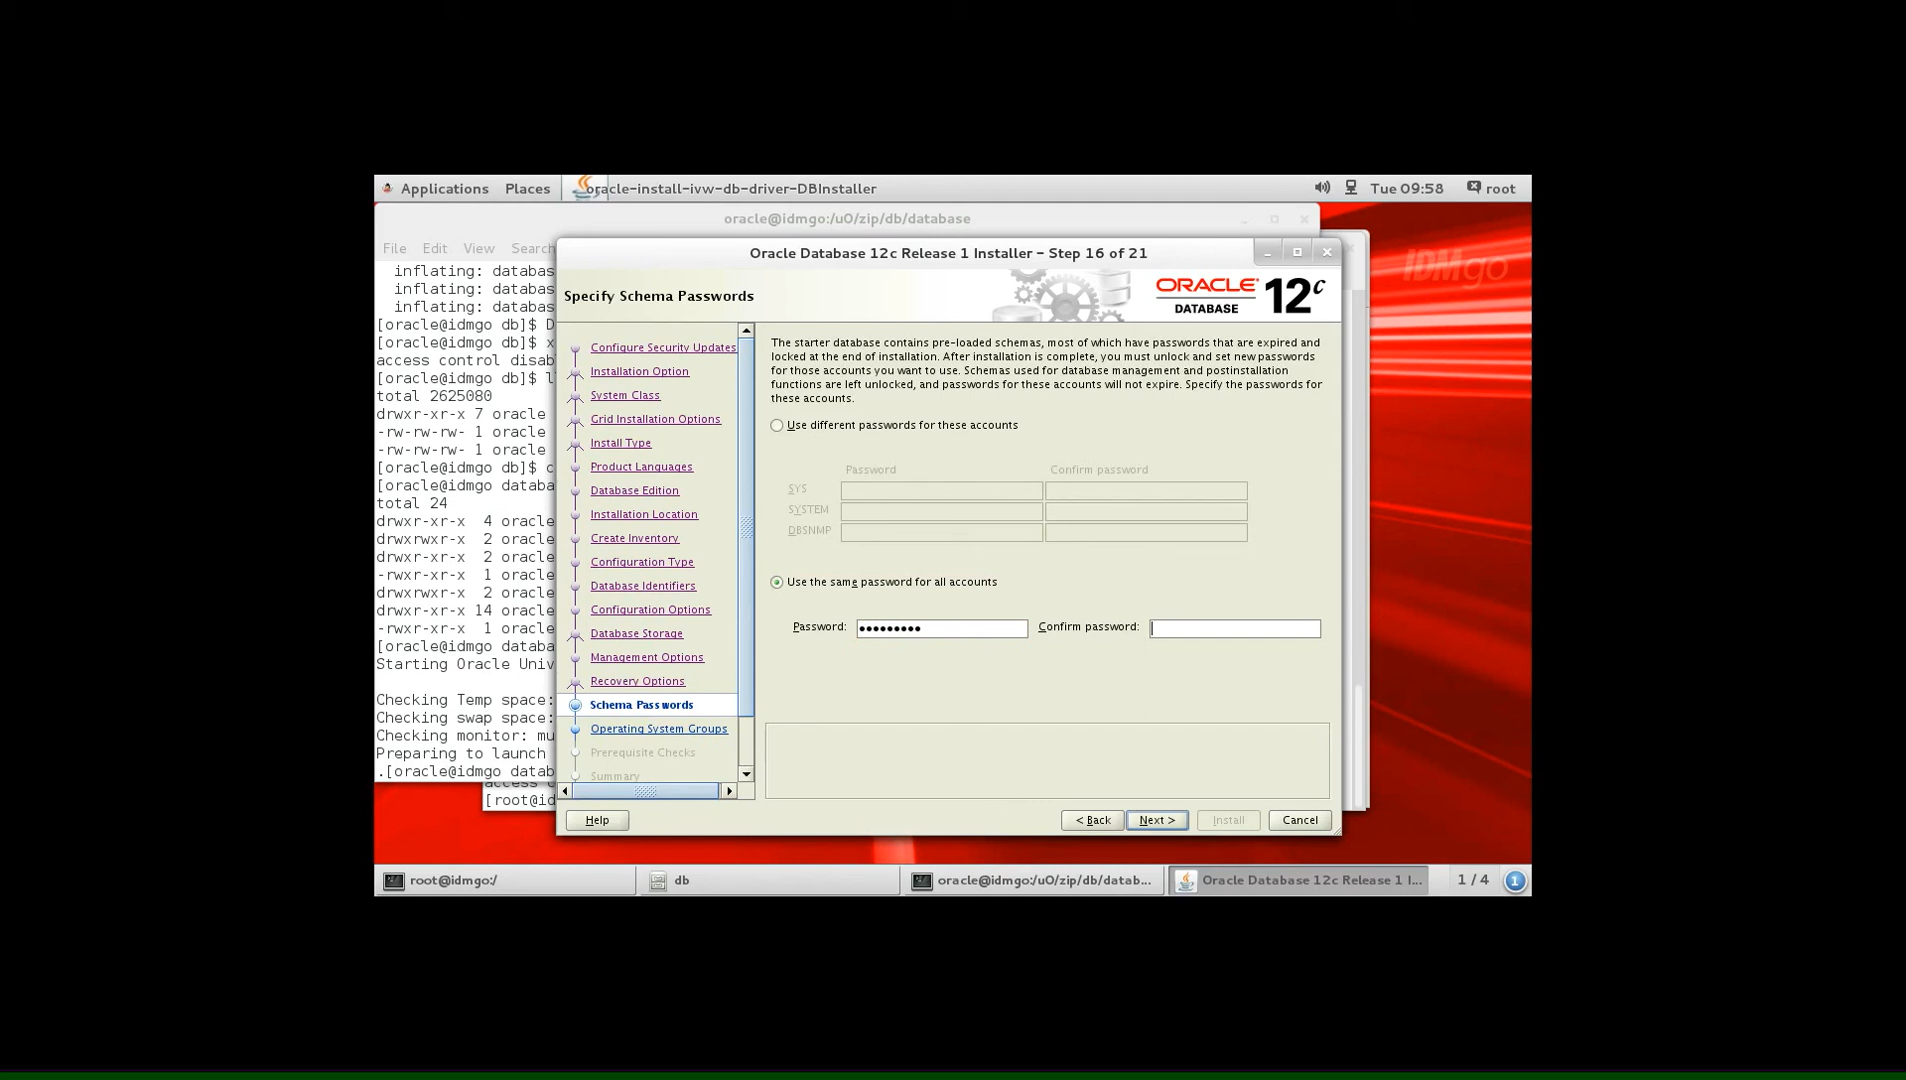 Applications Places oracle-install-ivw-db-driver-DBInstaller Tue 09:58 root
oracle@idmgo:/u0/zip/db/database
File Edit View Search
IDMgo
inflating: databas
inflating: databas
inflating: databas
[oracle@idmgo db]$ D
[oracle@idmgo db]$ x
access control disab
[oracle@idmgo db]$ l
total 2625080
drwxr-xr-x 7 oracle
-rw-rw-rw- 1 oracle
-rw-rw-rw- 1 oracle
[oracle@idmgo db]$ c
[oracle@idmgo databa
total 24
drwxr-xr-x 4 oracle
drwxrwxr-x 2 oracle
drwxr-xr-x 2 oracle
-rwxr-xr-x 1 oracle
drwxrwxr-x 2 oracle
drwxr-xr-x 14 oracle
-rwxr-xr-x 1 oracle
[oracle@idmgo databa
Starting Oracle Univ
Checking Temp space:
Checking swap space:
Checking monitor: mu
Preparing to launch
.[oracle@idmgo datab
[root@id
Oracle Database 12c Release 1 Installer - Step 16 of 21
Specify Schema Passwords
ORACLE DATABASE 12c
Configure Security Updates
Installation Option
System Class
Grid Installation Options
Install Type
Product Languages
Database Edition
Installation Location
Create Inventory
Configuration Type
Database Identifiers
Configuration Options
Database Storage
Management Options
Recovery Options
Schema Passwords
Operating System Groups
Prerequisite Checks
Summary
The starter database contains pre-loaded schemas, most of which have passwords that are expired and
locked at the end of installation. After installation is complete, you must unlock and set new passwords
for those accounts you want to use. Schemas used for database management and postinstallation
functions are left unlocked, and passwords for these accounts will not expire. Specify the passwords for
these accounts.
Use different passwords for these accounts
Password Confirm password
SYS
SYSTEM
DBSNMP
Use the same password for all accounts
Password: ••••••••• Confirm password:
Help < Back Next > Install Cancel
root@idmgo:/ db oracle@idmgo:/u0/zip/db/datab... Oracle Database 12c Release 1 I... 1 / 4 1